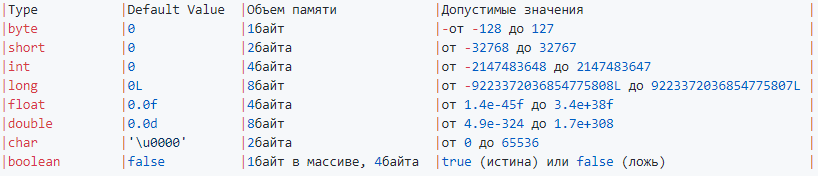 |Type |Default Value |Объем памяти |Допустимые значения |
|byte |0 |1байт |-от -128 до 127 |
|short |0 |2байта |от -32768 до 32767 |
|int |0 |4байта |от -2147483648 до 2147483647 |
|long |0L |8байт |от -9223372036854775808L до 9223372036854775807L |
|float |0.0f |4байта |от 1.4e-45f до 3.4e+38f |
|double |0.0d |8байт |от 4.9e-324 до 1.7e+308 |
|char |'\u0000' |2байта |от 0 до 65536 |
|boolean |false |1байт в массиве, 4байта |true (истина) или false (ложь) |